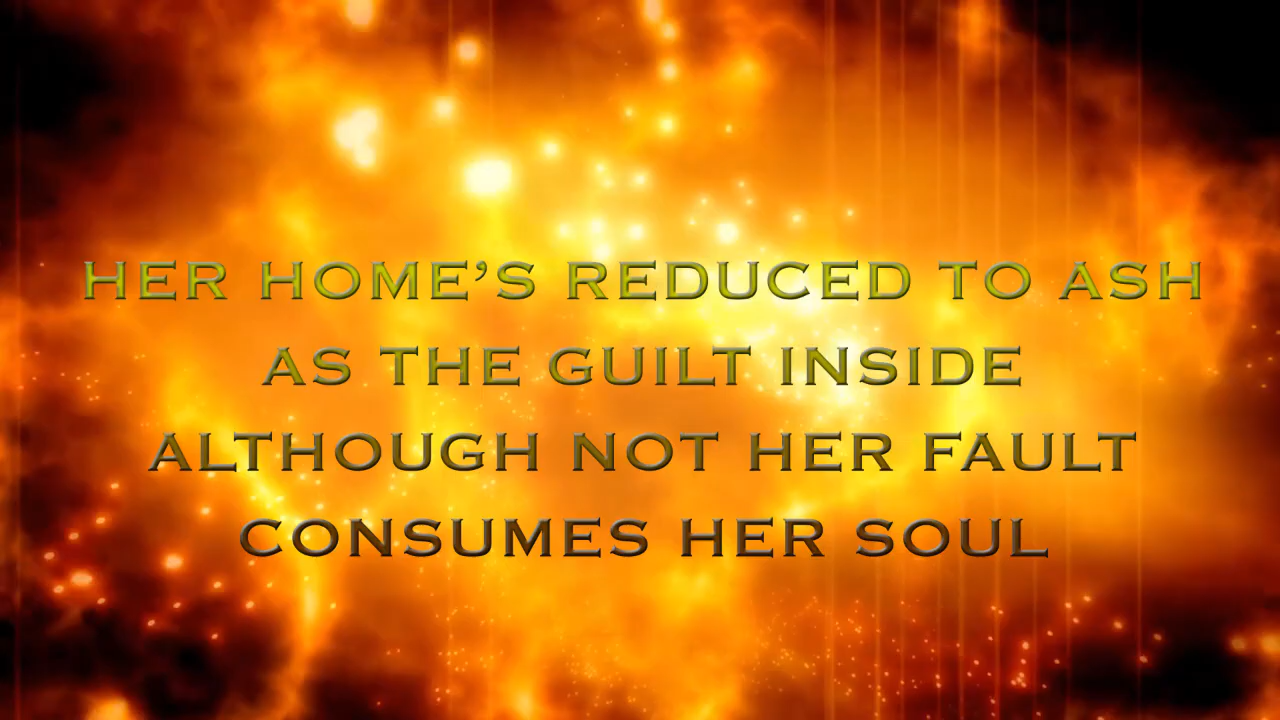 HER HOME'S REDUCED TO ASH
AS THE GUILT INSIDE
ALTHOUGH NOT HER FAULT
CONSUMES HER SOUL